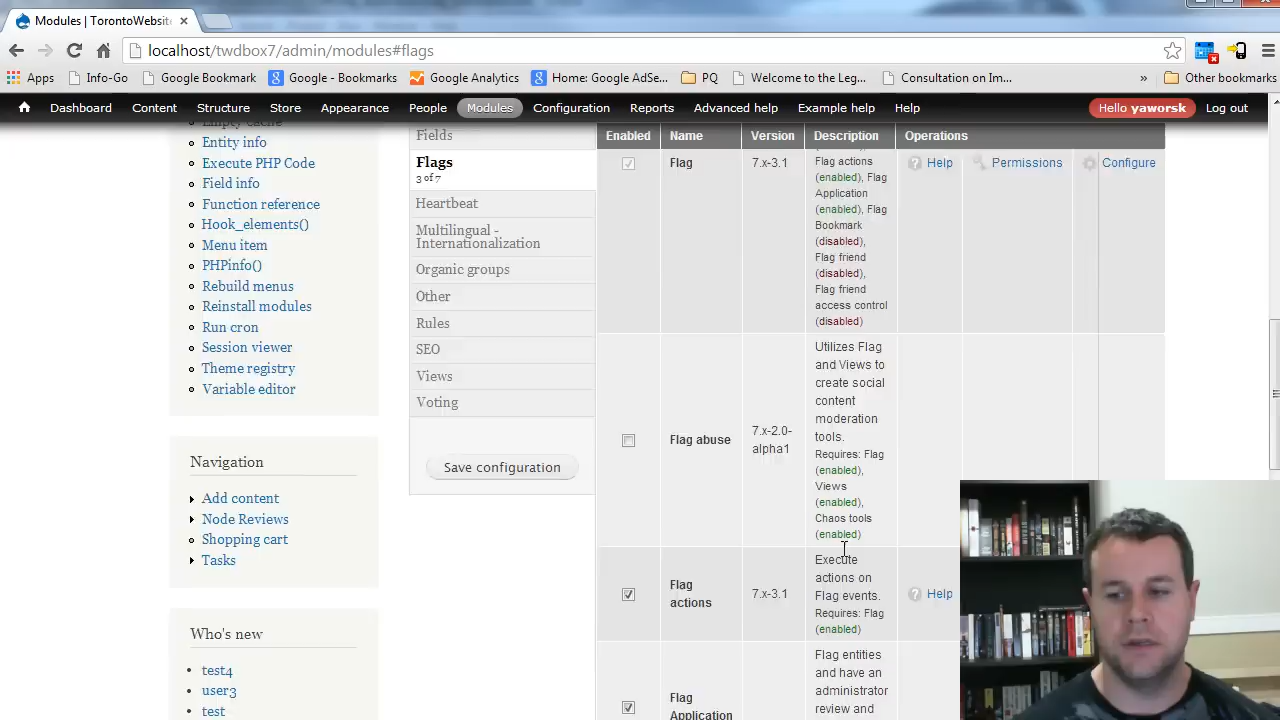 Modules | TorontoWebsit
localhost/twdbox7/admin/modules#flags
Apps
Info-Go
Google Bookmark
Google - Bookmarks
Google Analytics
Home: Google AdSe...
PQ
Welcome to the Leg...
Consultation on Im...
»
Other bookmarks
Dashboard
Content
Structure
Store
Appearance
People
Modules
Configuration
Reports
Advanced help
Example help
Help
Hello yaworsk
Log out
Empty cache
Entity info
Execute PHP Code
Field info
Function reference
Hook_elements()
Menu item
PHPinfo()
Rebuild menus
Reinstall modules
Run cron
Session viewer
Theme registry
Variable editor
Navigation
Add content
Node Reviews
Shopping cart
Tasks
Who's new
test4
user3
test
Fields
Flags
3 of 7
Heartbeat
Multilingual -
Internationalization
Organic groups
Other
Rules
SEO
Views
Voting
Save configuration
Enabled Name Version Description Operations
Flag
7.x-3.1
Flag actions
(enabled), Flag
Application
(enabled), Flag
Bookmark
(disabled),
Flag friend
(disabled),
Flag friend
access control
(disabled)
Help
Permissions
Configure
Flag abuse
7.x-2.0-
alpha1
Utilizes Flag
and Views to
create social
content
moderation
tools.
Requires: Flag
(enabled),
Views
(enabled),
Chaos tools
(enabled)
Flag
actions
7.x-3.1
Execute
actions on
Flag events.
Requires: Flag
(enabled)
Help
Flag
Application
Flag entities
and have an
administrator
review and